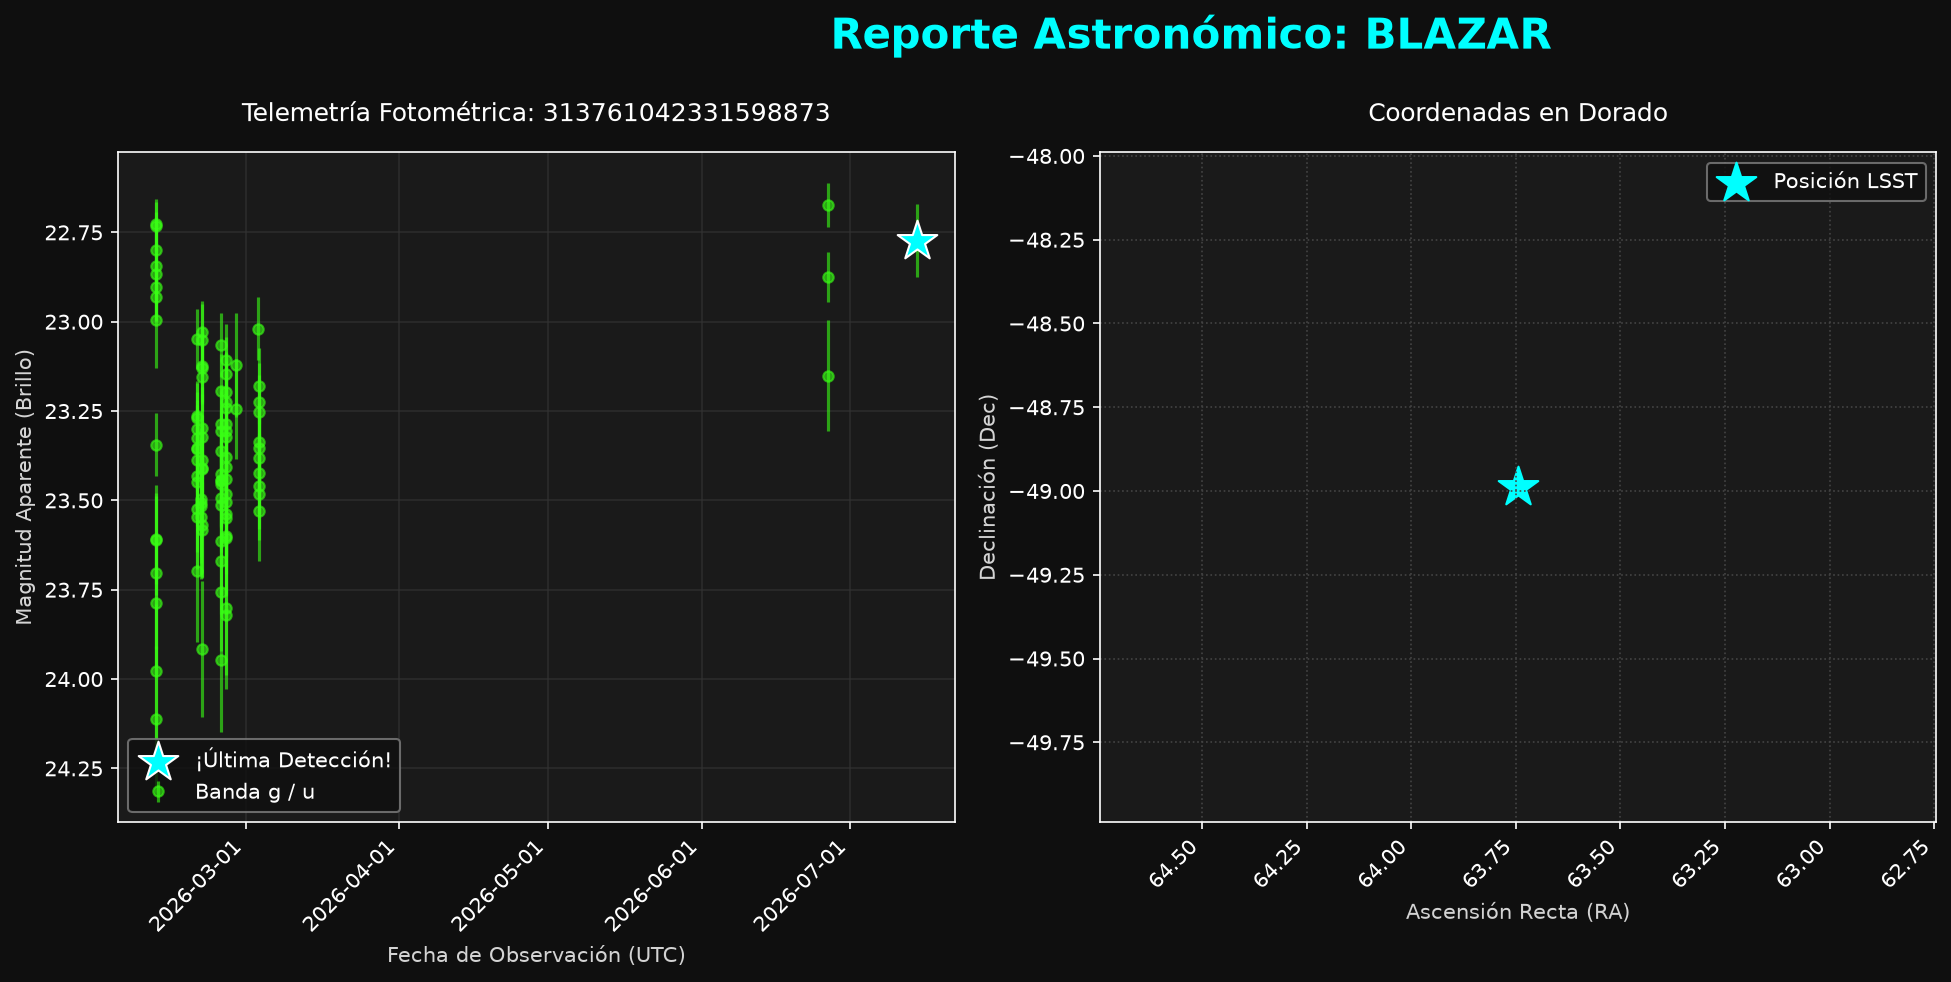 Reporte Astronómico: BLAZAR
Telemetría Fotométrica: 313761042331598873
Magnitud Aparente (Brillo)
22.75
23.00
23.25
23.50
23.75
24.00
24.25
¡Última Detección!
Banda g / u
2026-03-01
2026-04-01
2026-05-01
2026-06-01
2026-07-01
Fecha de Observación (UTC)
Coordenadas en Dorado
Declinación (Dec)
−48.00
−48.25
−48.50
−48.75
−49.00
−49.25
−49.50
−49.75
Posición LSST
64.50
64.25
64.00
63.75
63.50
63.25
63.00
62.75
Ascensión Recta (RA)